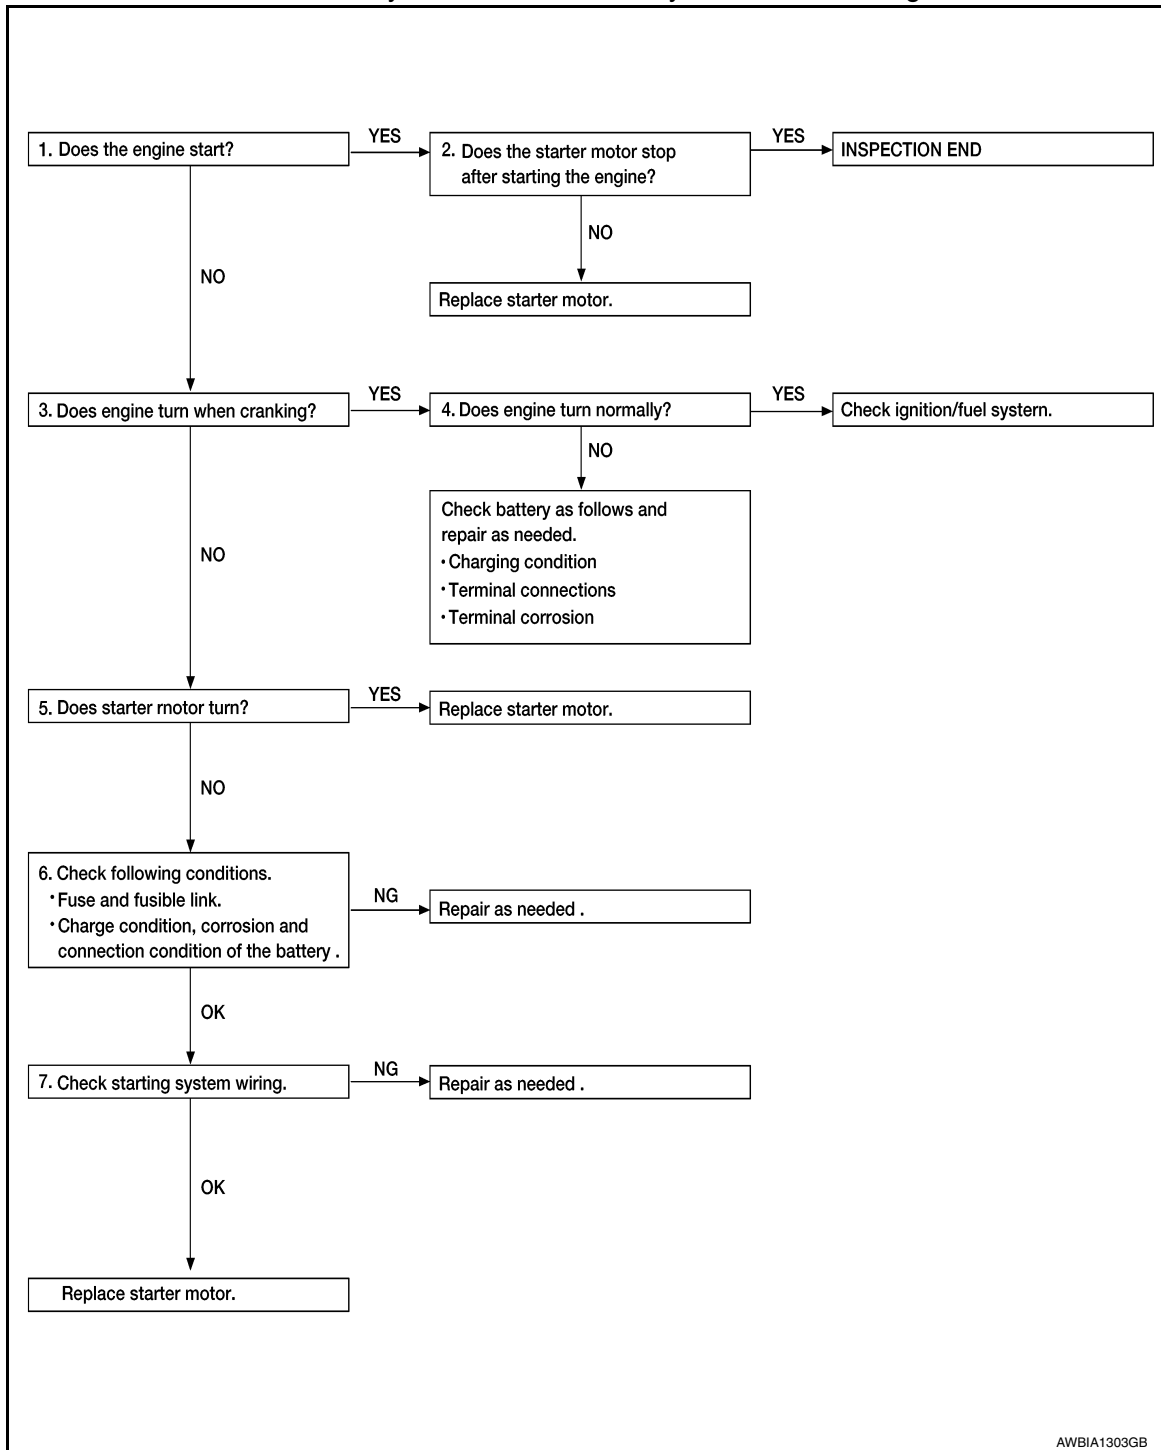 1. Does the engine start?
YES
2. Does the starter motor stop
after starting the engine?
YES
INSPECTION END
NO
Replace starter motor.
NO
3. Does engine turn when cranking?
YES
4. Does engine turn normally?
YES
Check ignition/fuel systern.
NO
Check battery as follows and
repair as needed.
・Charging condition
・Terminal connections
・Terminal corrosion
NO
5. Does starter rnotor turn?
YES
Replace starter motor.
NO
6. Check following conditions.
・Fuse and fusible link.
・Charge condition, corrosion and
connection condition of the battery .
NG
Repair as needed .
OK
7. Check starting system wiring.
NG
Repair as needed .
OK
Replace starter motor.
AWBIA1303GB